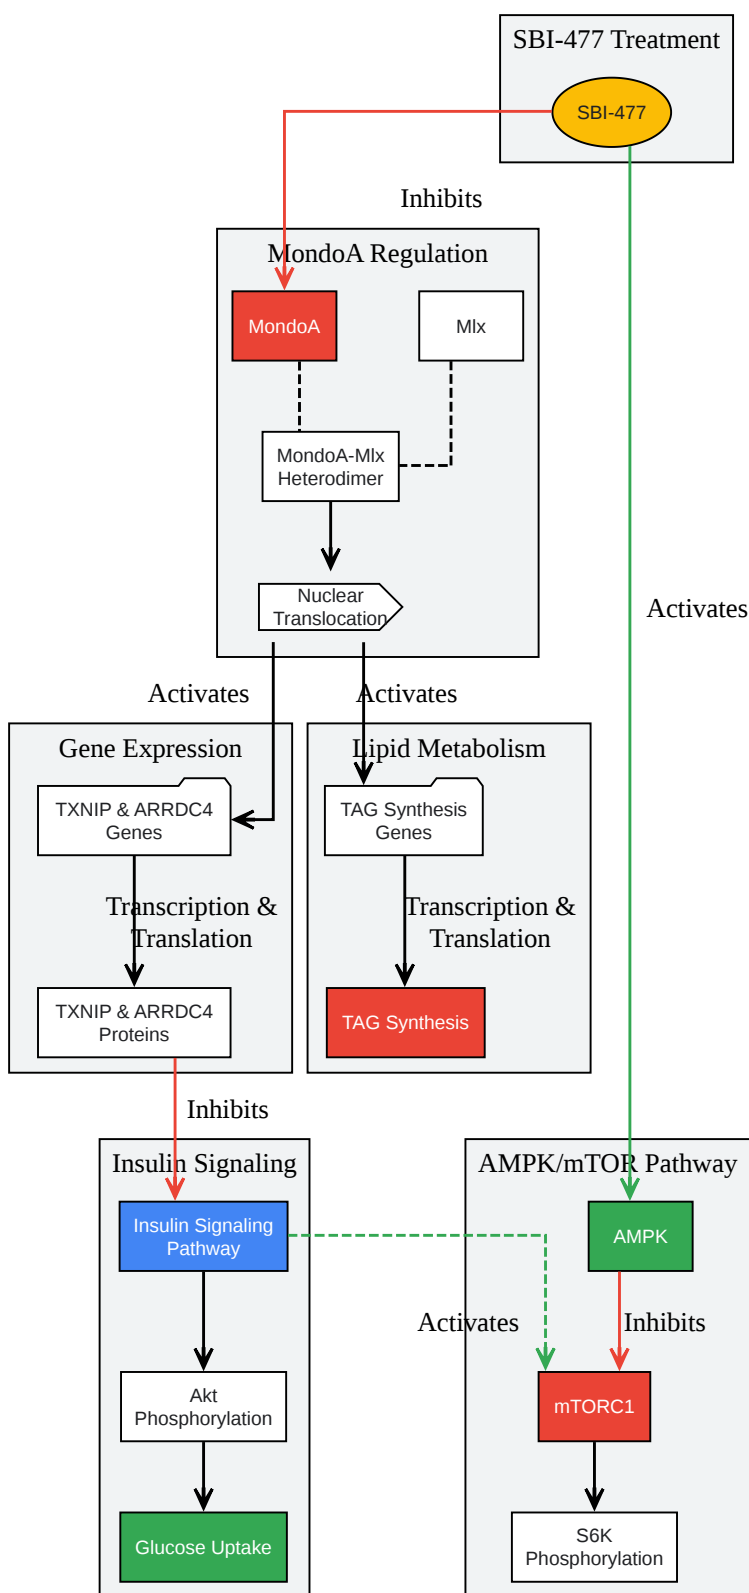 SBI-477 Treatment
SBI-477
Inhibits
MondoA Regulation
MondoA
Mlx
MondoA-Mlx
Heterodimer
Nuclear
Translocation
Activates
Activates
Activates
Gene Expression
Lipid Metabolism
TXNIP & ARRDC4
Genes
TAG Synthesis
Genes
Transcription &
Translation
Transcription &
Translation
TXNIP & ARRDC4
Proteins
TAG Synthesis
Inhibits
Insulin Signaling
AMPK/mTOR Pathway
Insulin Signaling
Pathway
AMPK
Activates
Inhibits
Akt
Phosphorylation
mTORC1
Glucose Uptake
S6K
Phosphorylation